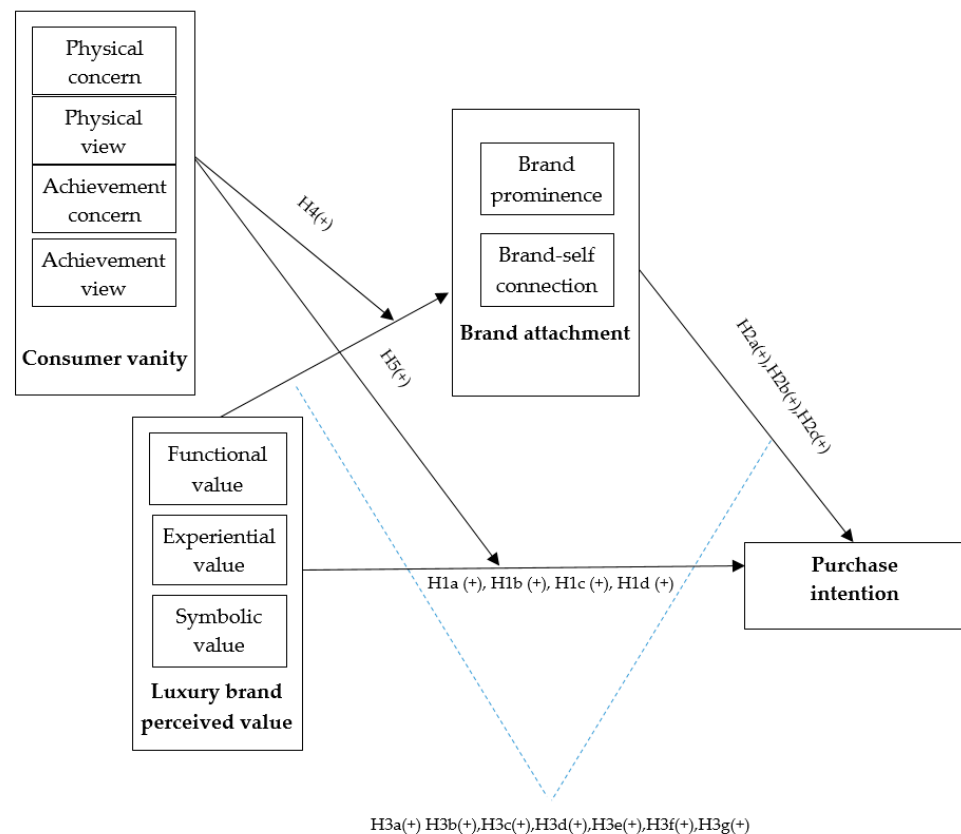 Physical
concern
Physical
view
Achievement
concern
Achievement
view
Consumer vanity
H4(+)
H5(+)
Brand
prominence
Brand-self
connection
Brand attachment
H2a(+),H2b(+),H2c(+)
Functional
value
Experiential
value
Symbolic
value
Luxury brand
perceived value
H1a (+), H1b (+), H1c (+), H1d (+)
Purchase
intention
H3a(+) H3b(+),H3c(+),H3d(+),H3e(+),H3f(+),H3g(+)